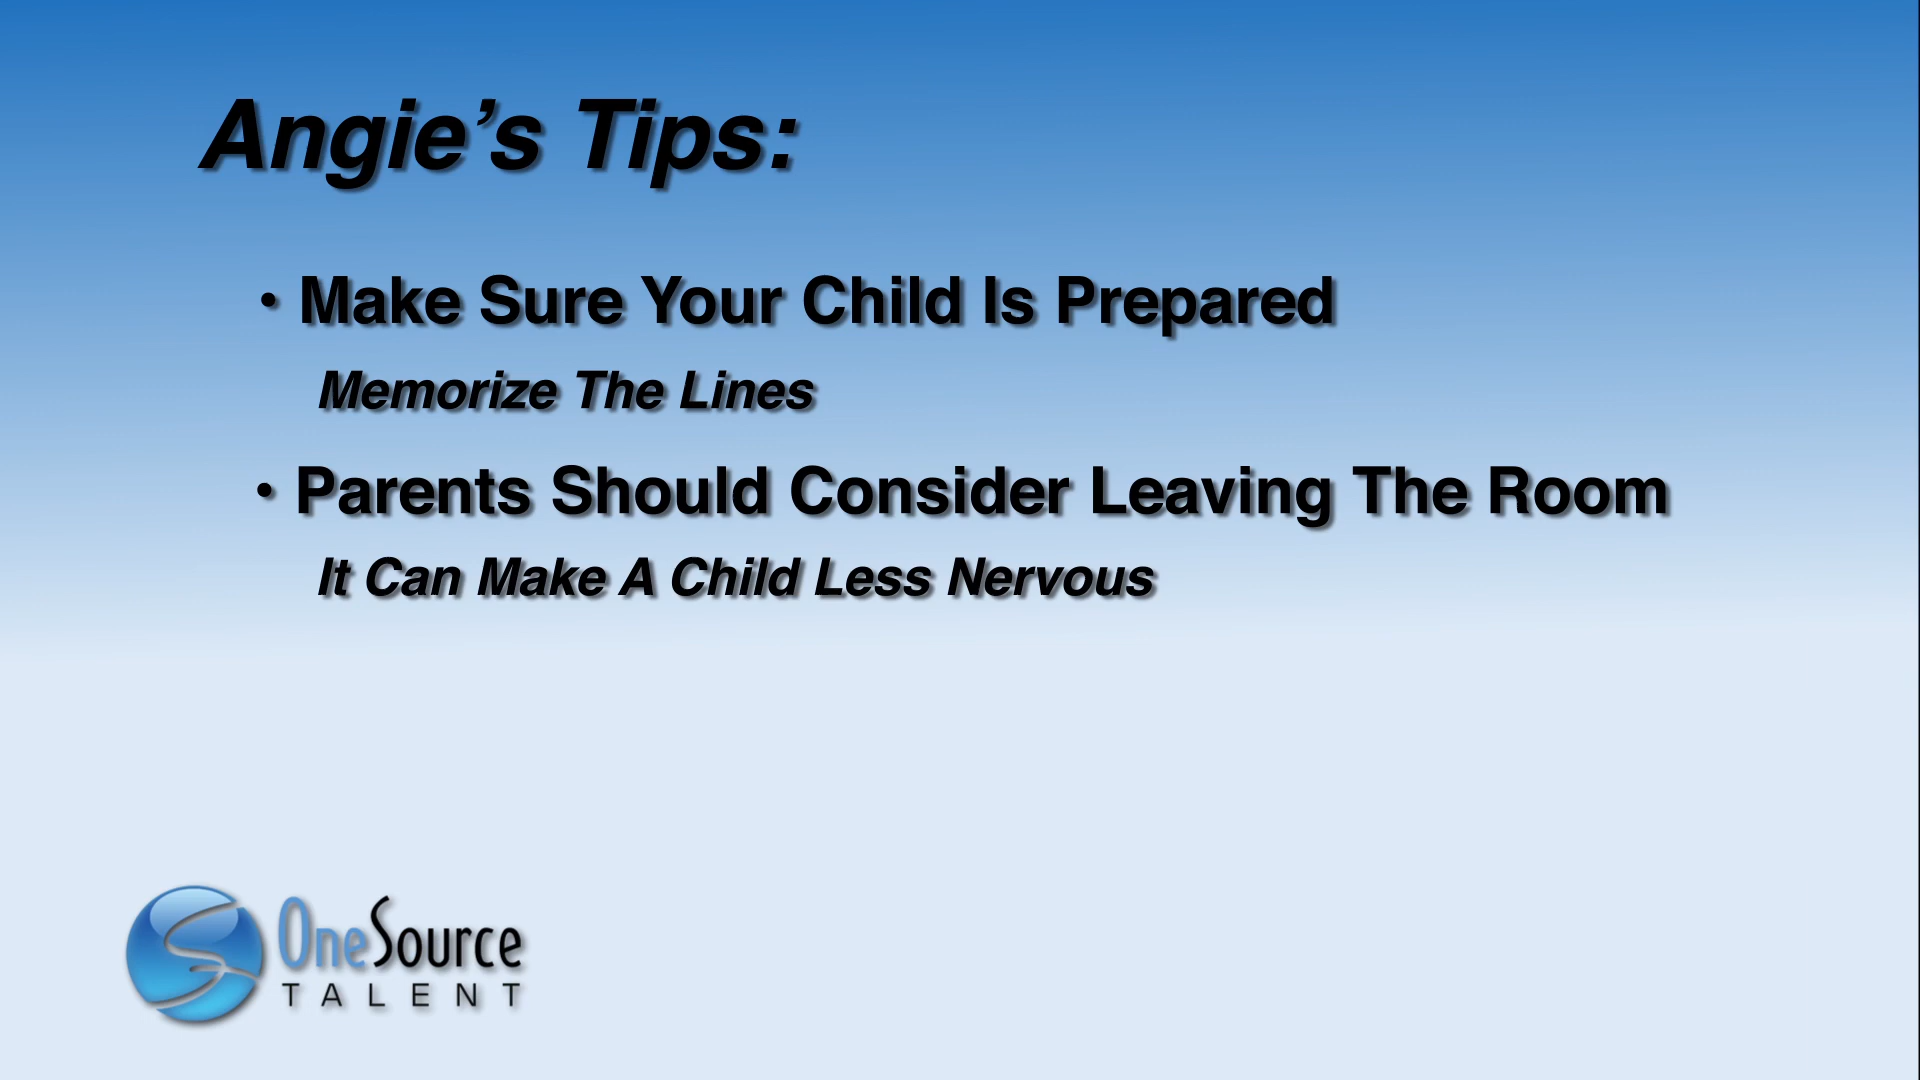 Angie’s Tips:
• Make Sure Your Child Is Prepared
Memorize The Lines
• Parents Should Consider Leaving The Room
It Can Make A Child Less Nervous
OneSource
TALENT